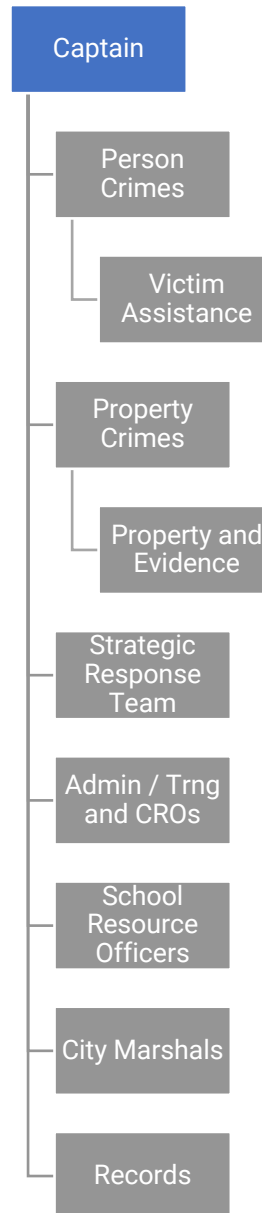 Captain
Person
Crimes
Victim
Assistance
Property
Crimes
Property and
Evidence
Strategic
Response
Team
Admin / Trng
and CROs
School
Resource
Officers
City Marshals
Records